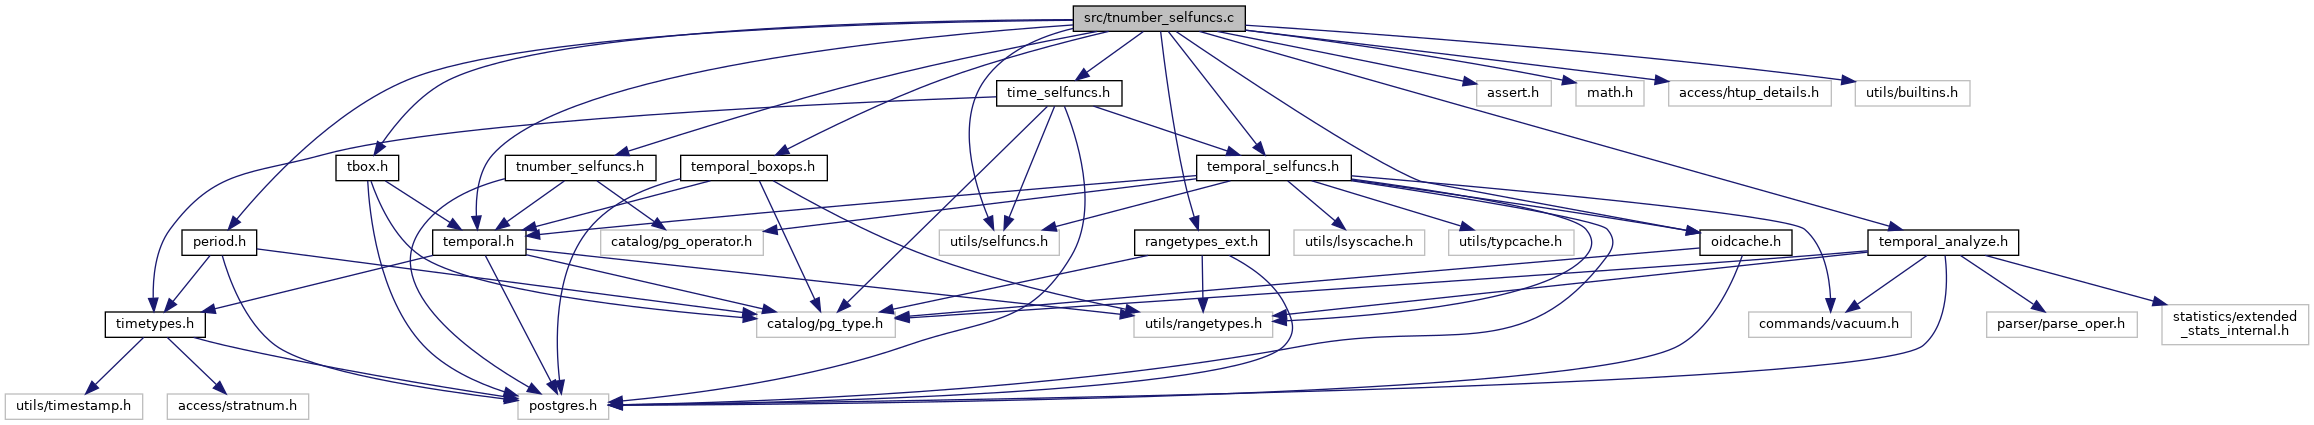 src/tnumber_selfuncs.c
time_selfuncs.h
assert.h
math.h
access/htup_details.h
utils/builtins.h
tbox.h
tnumber_selfuncs.h
temporal_boxops.h
temporal_selfuncs.h
period.h
temporal.h
catalog/pg_operator.h
utils/selfuncs.h
rangetypes_ext.h
utils/lsyscache.h
utils/typcache.h
oidcache.h
temporal_analyze.h
timetypes.h
catalog/pg_type.h
utils/rangetypes.h
commands/vacuum.h
parser/parse_oper.h
statistics/extended
_stats_internal.h
utils/timestamp.h
access/stratnum.h
postgres.h